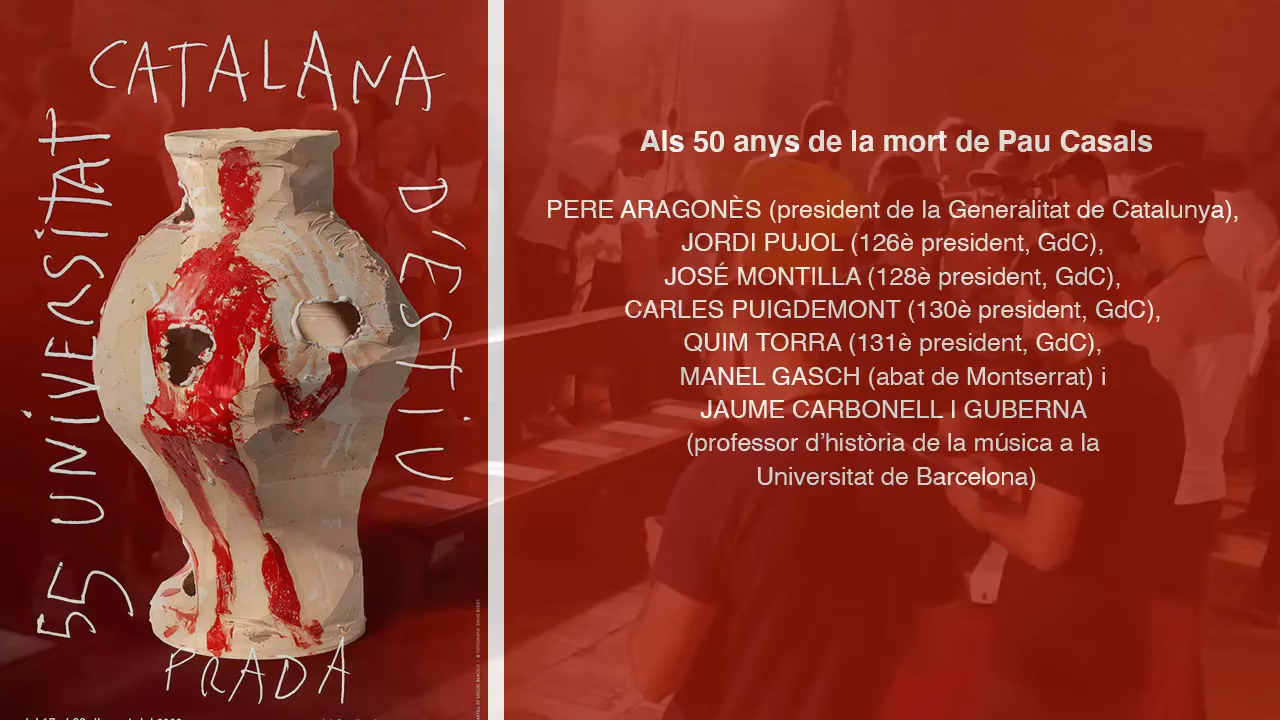 55 UNIVERSITAT
CATALANA
D'ESTIU
PRADA
Als 50 anys de la mort de Pau Casals
PERE ARAGONÈS (president de la Generalitat de Catalunya),
JORDI PUJOL (126è president, GdC),
JOSÉ MONTILLA (128è president, GdC),
CARLES PUIGDEMONT (130è president, GdC),
QUIM TORRA (131è president, GdC),
MANEL GASCH (abat de Montserrat) i
JAUME CARBONELL I GUBERNA
(professor d’història de la música a la
Universitat de Barcelona)